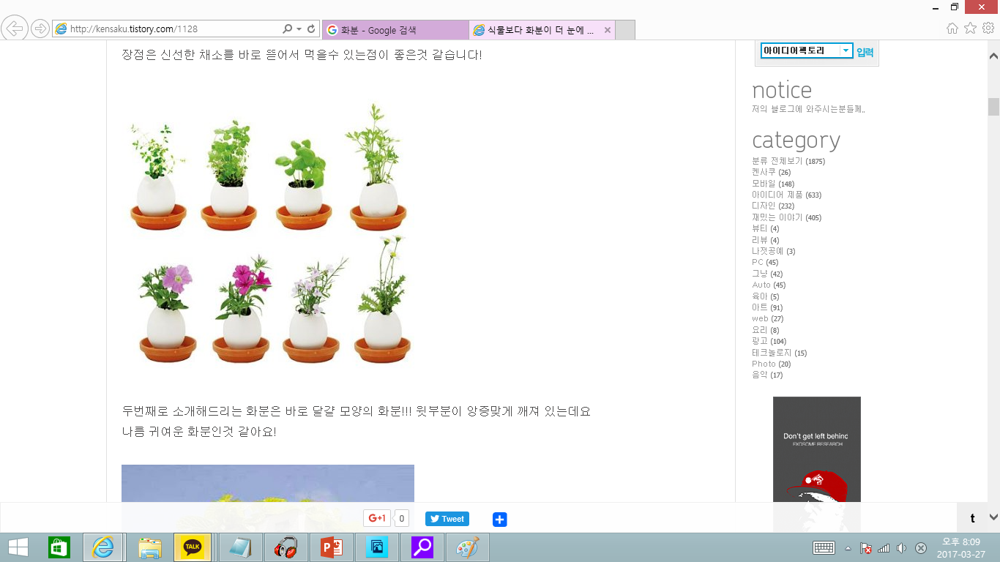 http://kensaku.tistory.com/1128
화분 - Google 검색
식물보다 화분이 더 눈에 ...
장점은 신선한 채소를 바로 뜯어서 먹을수 있는점이 좋은것 같습니다!
두번째로 소개해드리는 화분은 바로 달걀 모양의 화분!!! 윗부분이 앙증맞게 깨져 있는데요
나름 귀여운 화분인것 같아요!
아이디어팩토리 입력
notice
저의 블로그에 와주시는분들께..
category
분류 전체보기 (1875)
켄사쿠 (26)
모바일 (148)
아이디어 제품 (633)
디자인 (232)
재밌는 이야기 (405)
뷰티 (4)
리뷰 (4)
나전공예 (3)
PC (45)
그냥 (42)
Auto (45)
육아 (5)
아트 (91)
web (27)
요리 (8)
광고 (104)
테크놀로지 (15)
Photo (20)
음악 (17)
Don't get left behind
EXOSOME RESEARCH
G+1 0 Tweet t
TALK
오후 8:09
2017-03-27